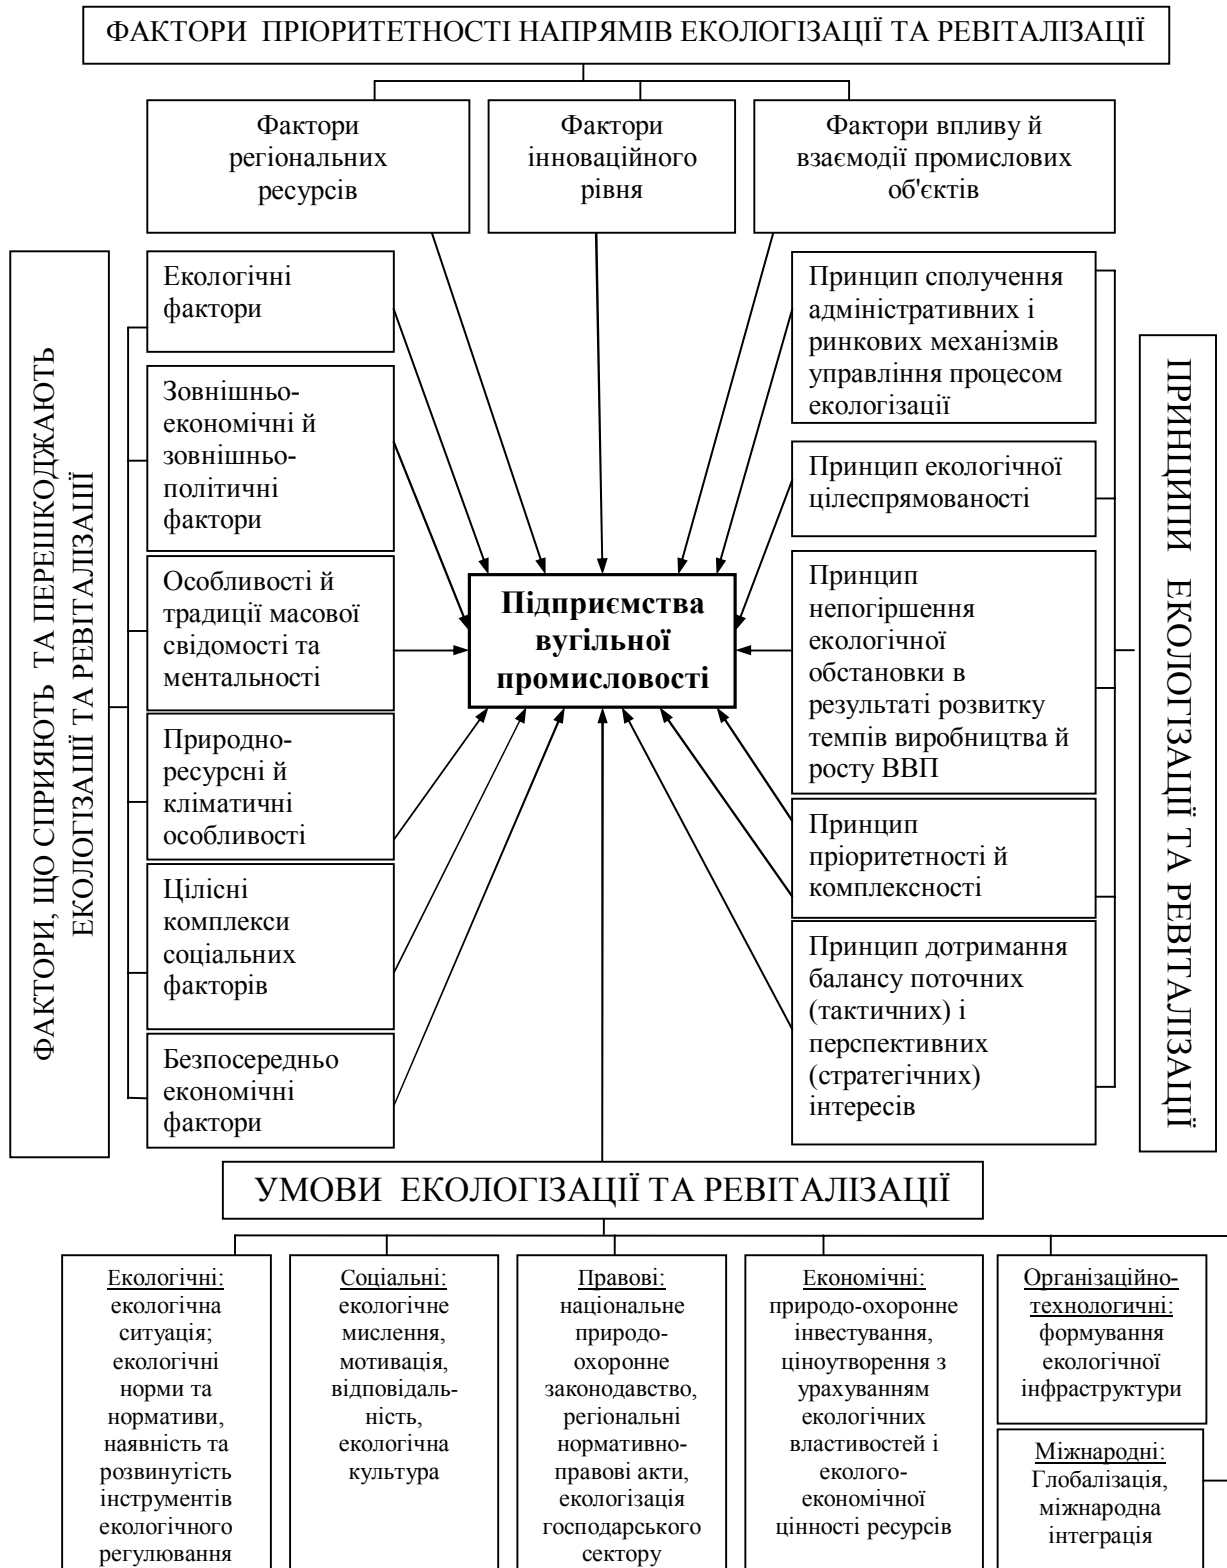 ФАКТОРИ ПРІОРИТЕТНОСТІ НАПРЯМІВ ЕКОЛОГІЗАЦІЇ ТА РЕВІТАЛІЗАЦІЇ
Фактори
регіональних
ресурсів
Фактори
інноваційного
рівня
Фактори впливу й
взаємодії промислових
об'єктів
ФАКТОРИ, ЩО СПРИЯЮТЬ ТА ПЕРЕШКОДЖАЮТЬ
ЕКОЛОГІЗАЦІЇ ТА РЕВІТАЛІЗАЦІЇ
Екологічні
фактори
Зовнішньо-
економічні й
зовнішньо-
політичні
фактори
Особливості й
традиції масової
свідомості та
ментальності
Природно-
ресурсні й
кліматичні
особливості
Цілісні
комплекси
соціальних
факторів
Безпосередньо
економічні
фактори
Підприємства
вугільної
промисловості
Принцип сполучення
адміністративних і
ринкових механізмів
управління процесом
екологізації
Принцип екологічної
цілеспрямованості
Принцип
непогіршення
екологічної
обстановки в
результаті розвитку
темпів виробництва й
росту ВВП
Принцип
пріоритетності й
комплексності
Принцип дотримання
балансу поточних
(тактичних) і
перспективних
(стратегічних)
інтересів
ПРИНЦИПИ ЕКОЛОГІЗАЦІЇ ТА РЕВІТАЛІЗАЦІЇ
УМОВИ ЕКОЛОГІЗАЦІЇ ТА РЕВІТАЛІЗАЦІЇ
Екологічні:
екологічна
ситуація;
екологічні
норми та
нормативи,
наявність та
розвинутість
інструментів
екологічного
регулювання
Соціальні:
екологічне
мислення,
мотивація,
відповідаль-
ність,
екологічна
культура
Правові:
національне
природо-
охоронне
законодавство,
регіональні
нормативно-
правові акти,
екологізація
господарського
сектору
Економічні:
природо-охоронне
інвестування,
ціноутворення з
урахуванням
екологічних
властивостей і
еколого-
економічної
цінності ресурсів
Організаційно-
технологичні:
формування
екологічної
інфраструктури
Міжнародні:
Глобалізація,
міжнародна
інтеграція